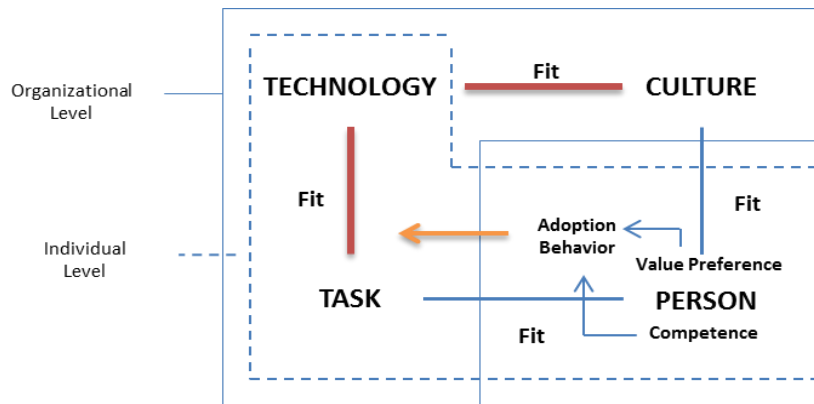 Fit
TECHNOLOGY
CULTURE
Organizational
Level
Fit
Fit
Adoption
Behavior
Individual
Level
Value Preference
TASK
PERSON
Fit
Competence